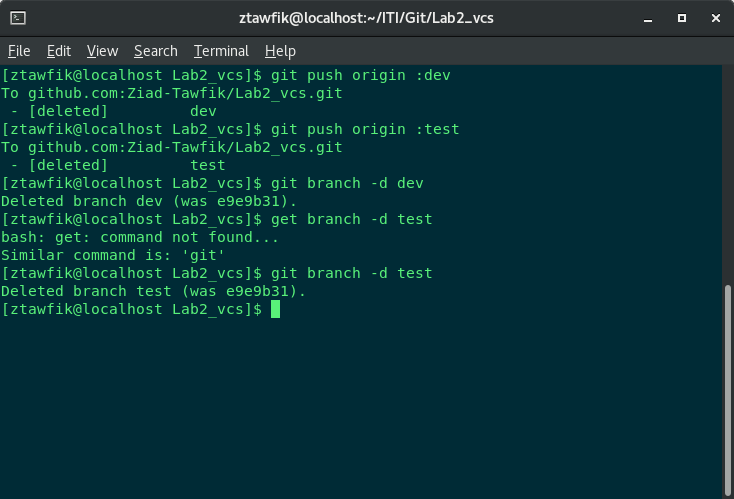 ztawfik@localhost:~/ITI/Git/Lab2_vcs
File Edit View Search Terminal Help
[ztawfik@localhost Lab2_vcs]$ git push origin :dev
To github.com:Ziad-Tawfik/Lab2_vcs.git
 - [deleted]         dev
[ztawfik@localhost Lab2_vcs]$ git push origin :test
To github.com:Ziad-Tawfik/Lab2_vcs.git
 - [deleted]         test
[ztawfik@localhost Lab2_vcs]$ git branch -d dev
Deleted branch dev (was e9e9b31).
[ztawfik@localhost Lab2_vcs]$ get branch -d test
bash: get: command not found...
Similar command is: 'git'
[ztawfik@localhost Lab2_vcs]$ git branch -d test
Deleted branch test (was e9e9b31).
[ztawfik@localhost Lab2_vcs]$